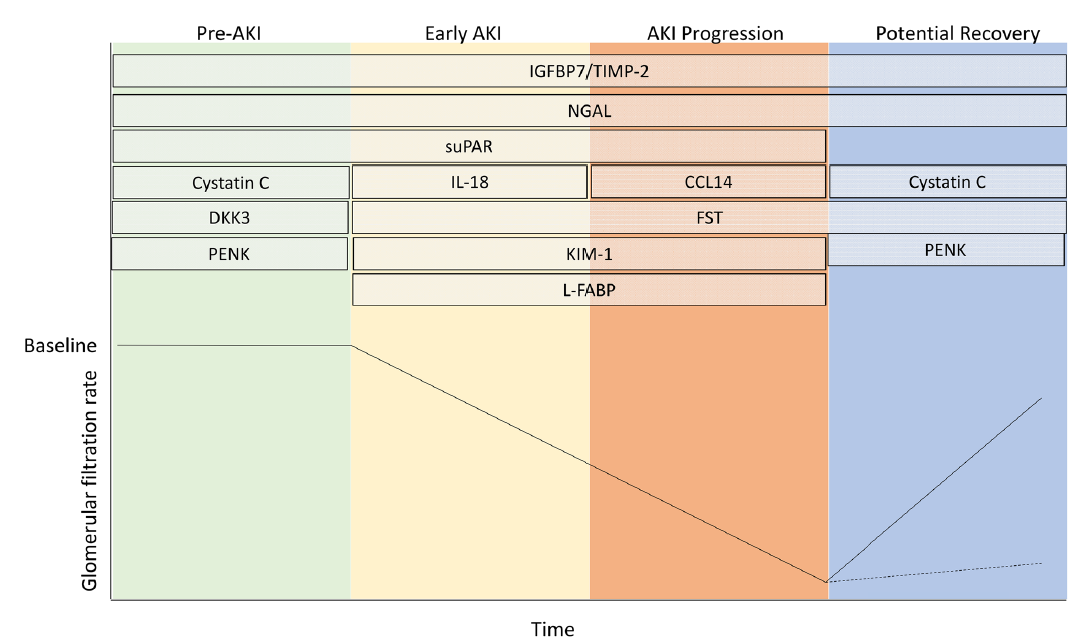 Pre-AKI
Early AKI
AKI Progression
Potential Recovery
IGFBP7/TIMP-2
NGAL
suPAR
Cystatin C
IL-18
CCL14
Cystatin C
DKK3
FST
PENK
KIM-1
PENK
L-FABP
Baseline
Glomerular filtration rate
Time